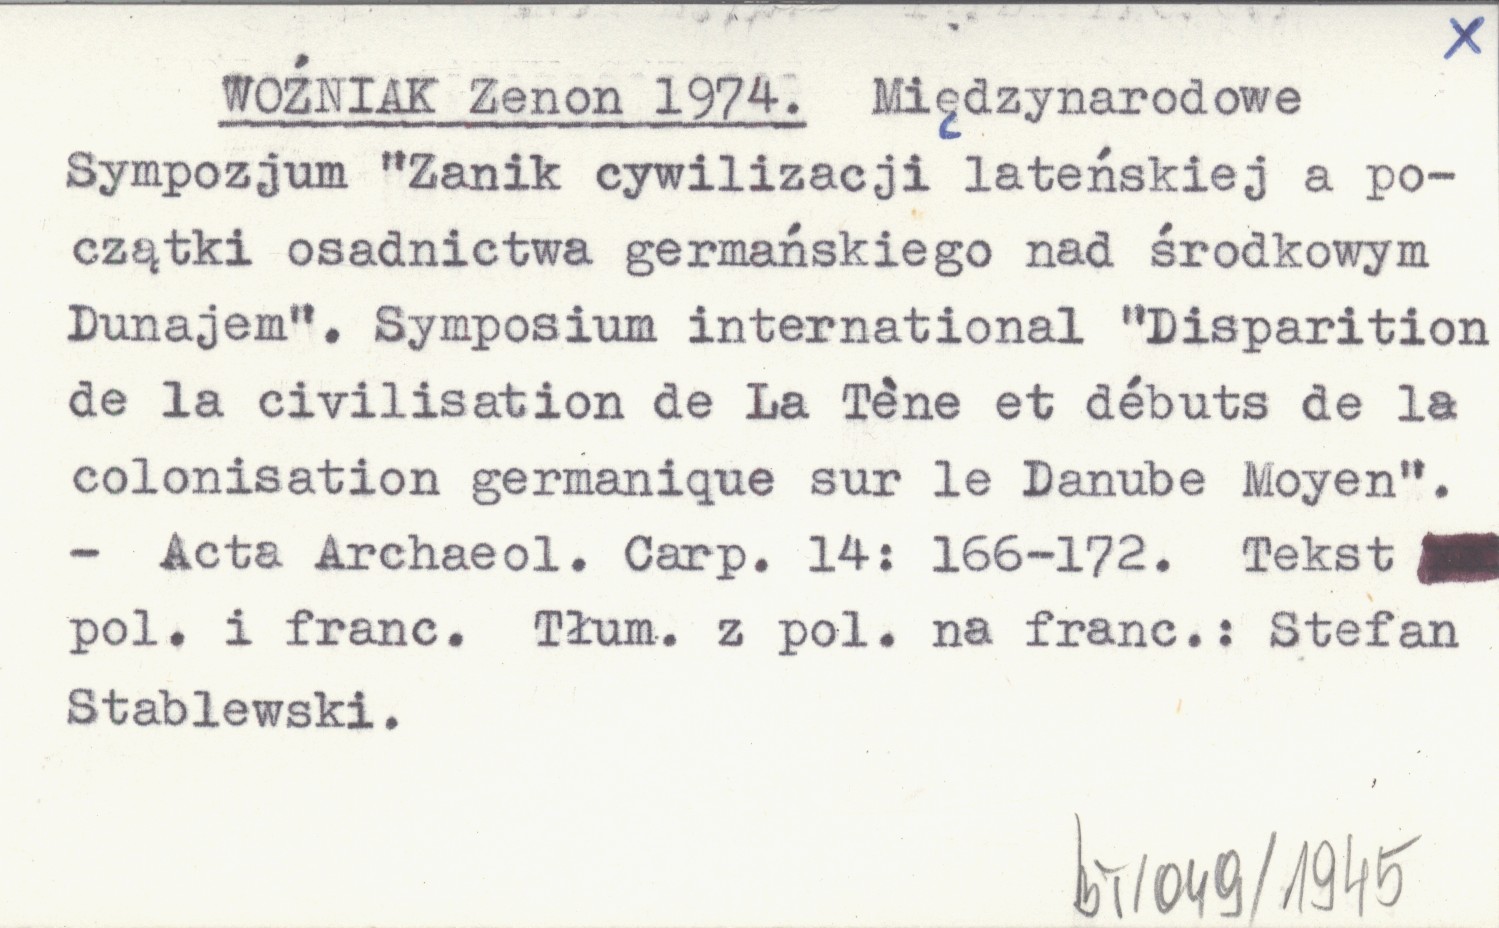 x
WOŹNIAK Zenon 1974. Międzynarodowe
Sympozjum "Zanik cywilizacji lateńskiej a po-
czątki osadnictwa germańskiego nad środkowym
Dunajem". Symposium international "Disparition
de la civilisation de La Tène et débuts de la
colonisation germanique sur le Danube Moyen".
- Acta Archaeol. Carp. 14: 166-172. Tekst
pol. i franc. Tłum. z pol. na franc.: Stefan
Stablewski.
/049/1945